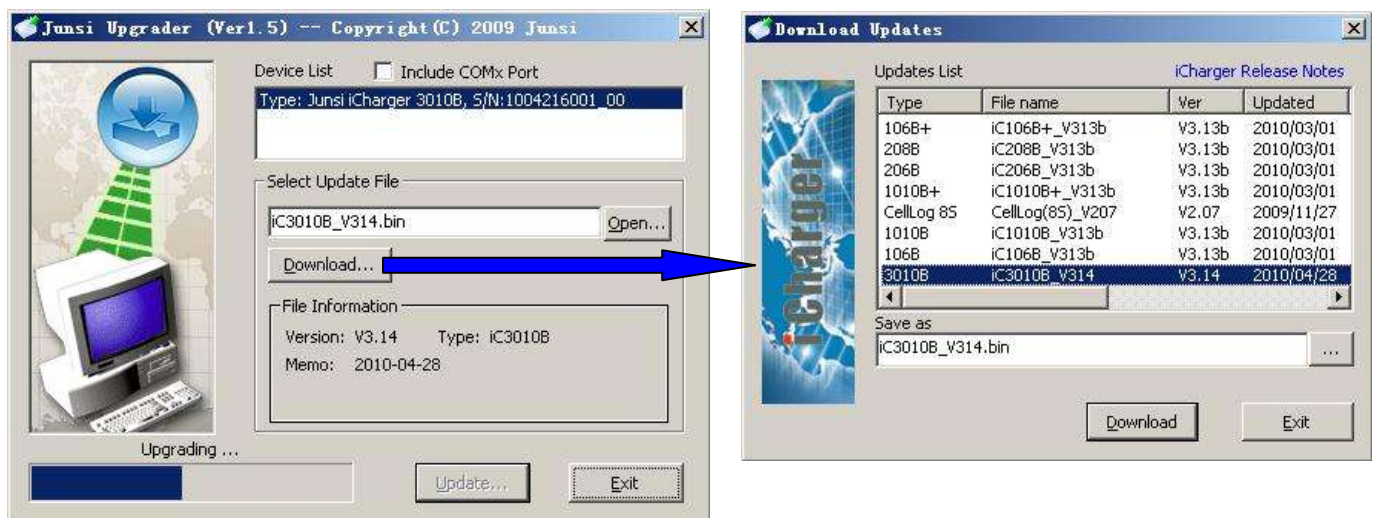 Junsi Upgrader (Ver1.5) -- Copyright(C) 2009 Junsi
Device List Include COMx Port
Type: Junsi iCharger 3010B, S/N:1004216001_00
Select Update File
iC3010B_V314.bin Open...
Download...
File Information
Version: V3.14 Type: iC3010B
Memo: 2010-04-28
Upgrading ...
Update... Exit
Download Updates
Updates List iCharger Release Notes
Type File name Ver Updated
106B+ iC106B+_V313b V3.13b 2010/03/01
208B iC208B_V313b V3.13b 2010/03/01
206B iC206B_V313b V3.13b 2010/03/01
1010B+ iC1010B+_V313b V3.13b 2010/03/01
CellLog 8S CellLog(8S)_V207 V2.07 2009/11/27
1010B iC1010B_V313b V3.13b 2010/03/01
106B iC106B_V313b V3.13b 2010/03/01
3010B iC3010B_V314 V3.14 2010/04/28
iCharger
Save as
iC3010B_V314.bin ...
Download Exit